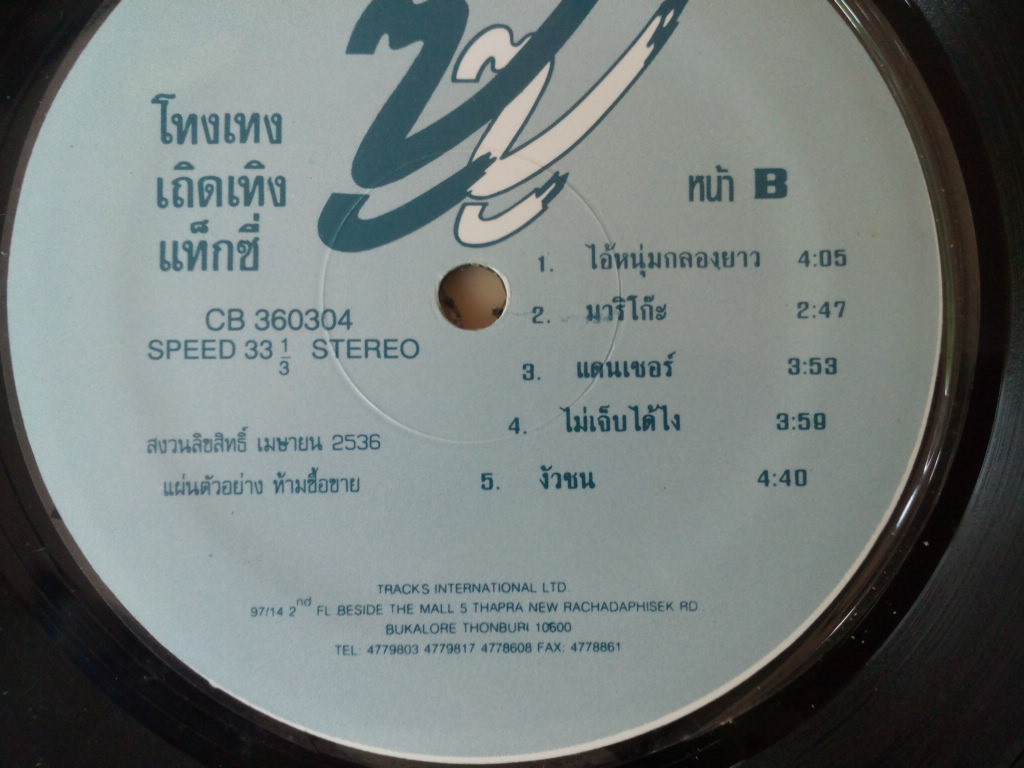 โทงเทง
เถิดเทิง
แท็กซี่
CB 360304
SPEED 33 1/3 STEREO
สงวนลิขสิทธิ์ เมษายน 2536
แผ่นตัวอย่าง ห้ามซื้อขาย
หน้า B
1. ไอ้หนุ่มกลองยาว 4:05
2. มาริโก๊ะ 2:47
3. แดนเซอร์ 3:53
4. ไม่เจ็บได้ไง 3:59
5. งัวชน 4:40
TRACKS INTERNATIONAL LTD.
97/14 2nd FL. BESIDE THE MALL 5 THAPRA NEW RACHADAPHISEK RD.
BUKALORE THONBURI 10600
TEL: 4779803 4779817 4778608 FAX: 4778861